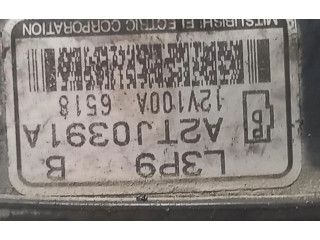 L3P9 B
A2TJ0391A
12V100A 6518
MITSUBISHI ELECTRIC CORPORATION